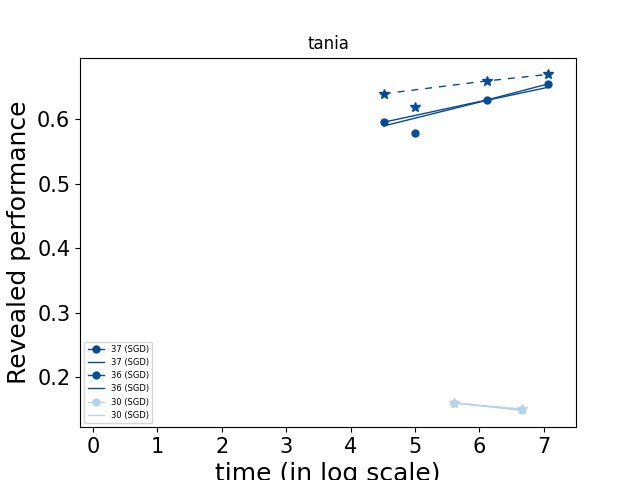 tania
Revealed performance
0.6
0.5
0.4
0.3
0.2
37 (SGD)
37 (SGD)
36 (SGD)
36 (SGD)
30 (SGD)
30 (SGD)
0 1 2 3 4 5 6 7
time (in log scale)